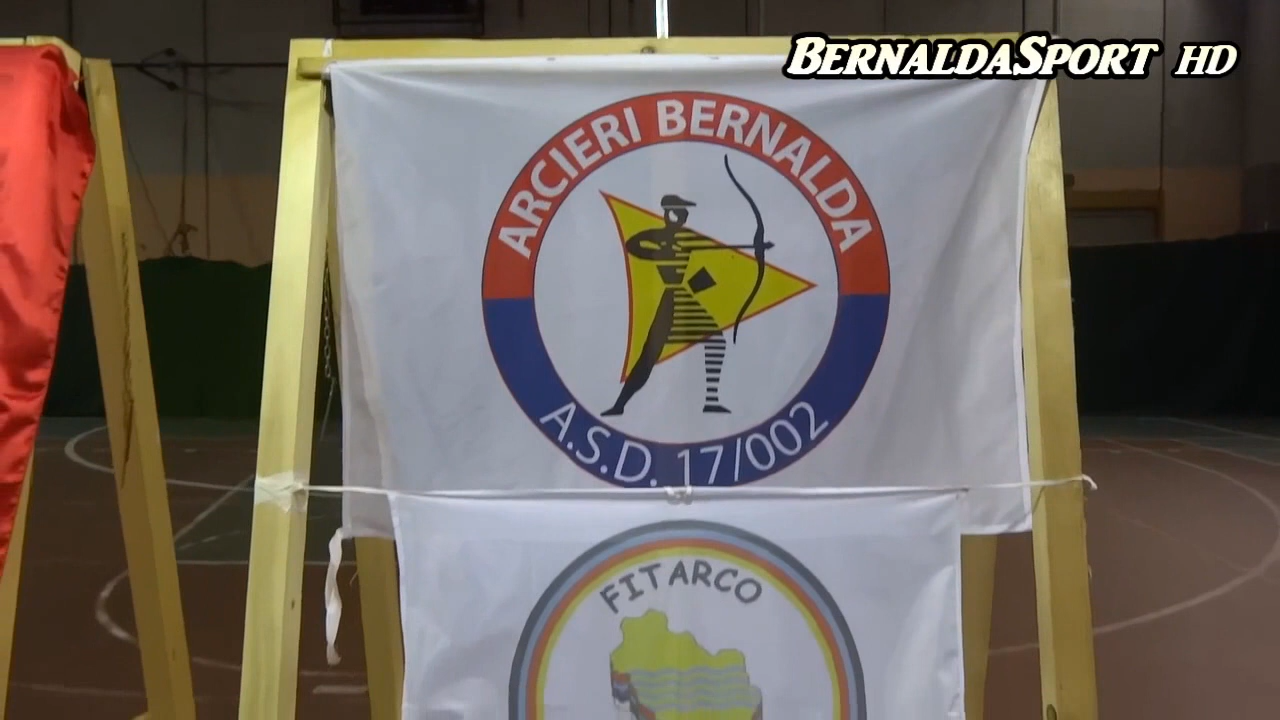 BERNALDASPORT HD
ARCIERI BERNALDA
A.S.D. 17/002
FITARCO